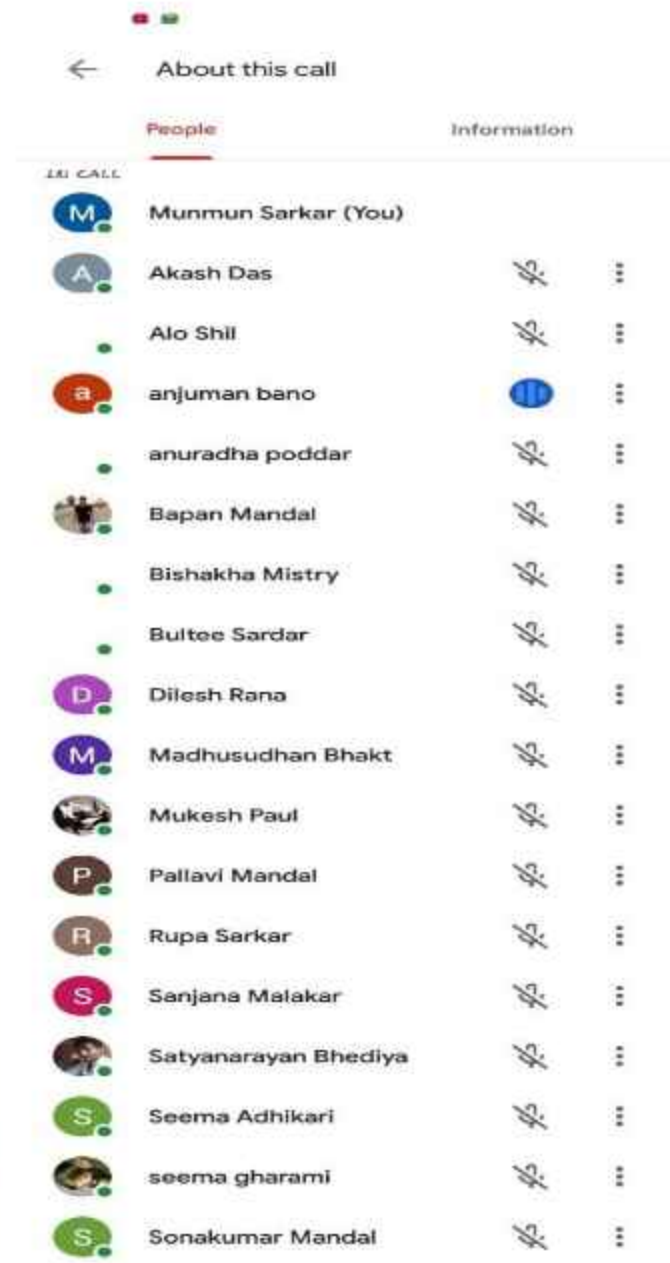 About this call
People Information
IN CALL
M Munmun Sarkar (You)
A Akash Das
Alo Shil
a anjuman bano
anuradha poddar
Bapan Mandal
Bishakha Mistry
Bultee Sardar
D Dilesh Rana
M Madhusudhan Bhakt
Mukesh Paul
P Pallavi Mandal
R Rupa Sarkar
S Sanjana Malakar
Satyanarayan Bhediya
S Seema Adhikari
seema gharami
S Sonakumar Mandal